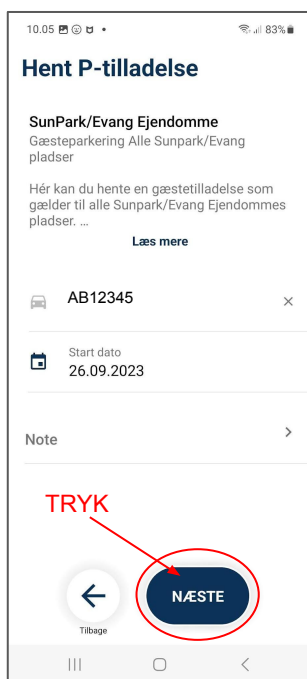 10.05 83%
Hent P-tilladelse
SunPark/Evang Ejendomme
Gæsteparkering Alle Sunpark/Evang
pladser
Hér kan du hente en gæstetilladelse som
gælder til alle Sunpark/Evang Ejendommes
pladser. ...
Læs mere
AB12345
Start dato
26.09.2023
Note
TRYK
NÆSTE
Tilbage